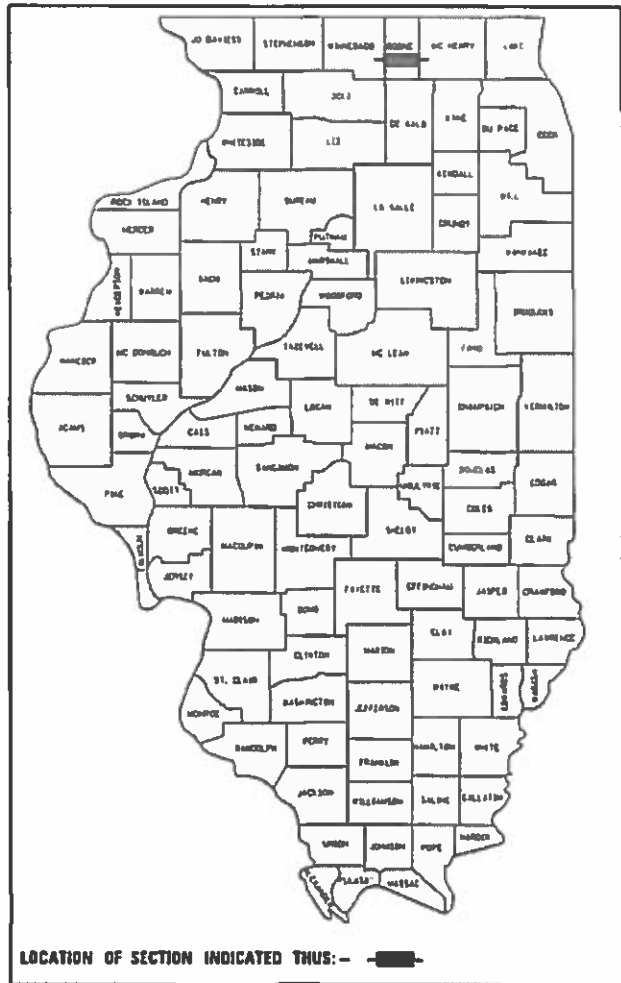 JO DAVIESS STEPHENSON WINNEBAGO BOONE MC HENRY LAKE
CARROLL OGLE KANE
DE KALB DU PAGE COOK
WHITESIDE LEE
KENDALL
ROCK ISLAND HENRY BUREAU LA SALLE WILL
MERCER GRUNDY
PUTNAM
STARK MARSHALL KANKAKEE
HENDERSON WARREN KNOX PEORIA WOODFORD LIVINGSTON
IROQUOIS
HANCOCK MC DONOUGH FULTON TAZEWELL MC LEAN FORD
MASON
SCHUYLER LOGAN DE WITT CHAMPAIGN VERMILION
ADAMS BROWN CASS MENARD PIATT
MACON
MORGAN SANGAMON DOUGLAS
PIKE SCOTT MOULTRIE EDGAR
CHRISTIAN COLES
GREENE MACOUPIN MONTGOMERY SHELBY
CALHOUN CUMBERLAND CLARK
JERSEY
FAYETTE EFFINGHAM JASPER CRAWFORD
MADISON BOND
CLAY RICHLAND LAWRENCE
CLINTON MARION
ST. CLAIR WAYNE EDWARDS WABASH
MONROE WASHINGTON JEFFERSON
RANDOLPH PERRY HAMILTON WHITE
FRANKLIN
JACKSON WILLIAMSON SALINE GALLATIN
UNION JOHNSON POPE HARDIN
ALEXANDER PULASKI MASSAC
LOCATION OF SECTION INDICATED THUS:-